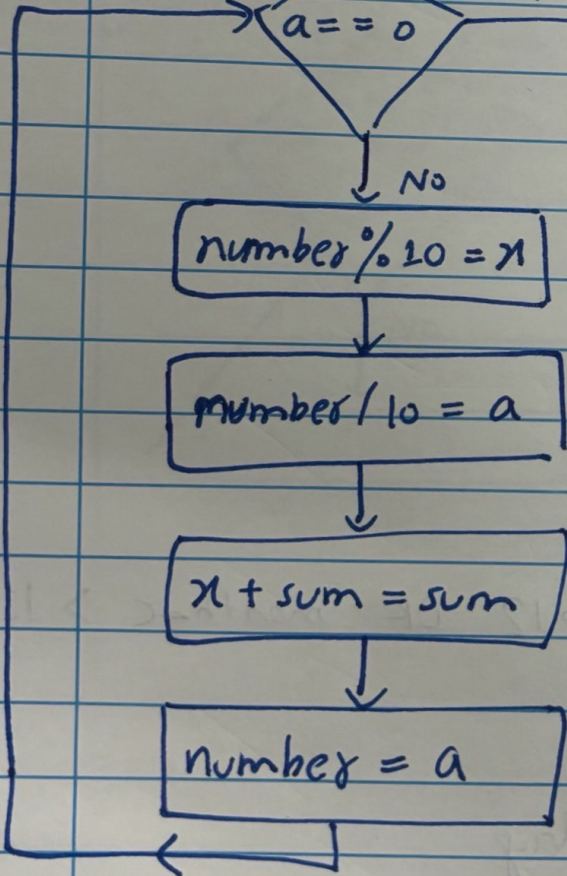 a == 0
No
number % 10 = x
number / 10 = a
x + sum = sum
number = a